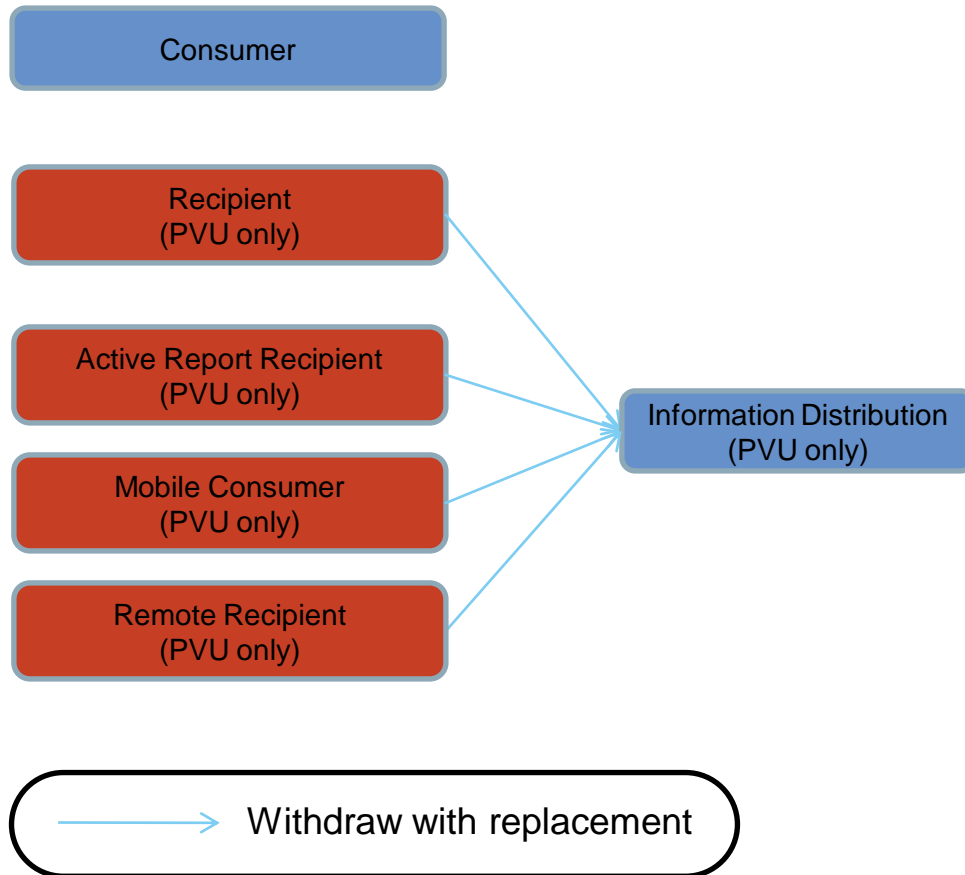 Consumer
Recipient
(PVU only)
Active Report Recipient
(PVU only)
Mobile Consumer
(PVU only)
Remote Recipient
(PVU only)
Information Distribution
(PVU only)
Withdraw with replacement